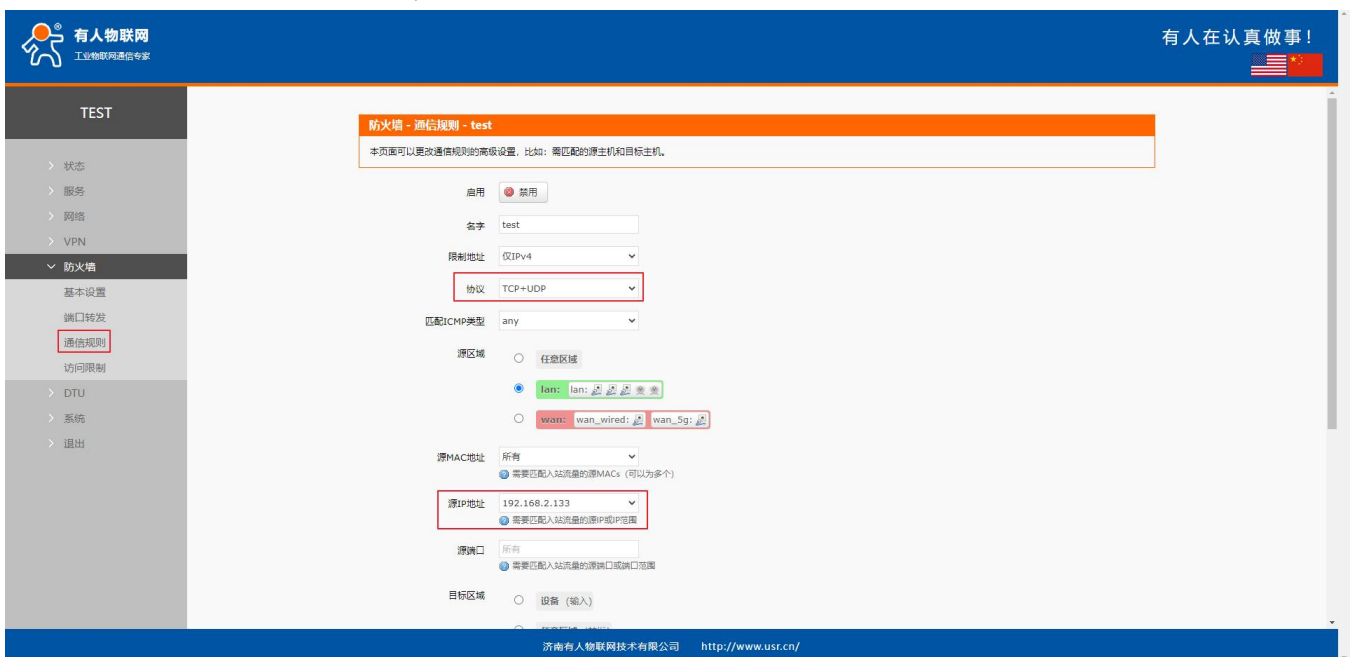 有人物联网
工业物联网通信专家
有人在认真做事!
TEST
状态
服务
网络
VPN
防火墙
基本设置
端口转发
通信规则
访问限制
DTU
系统
退出
防火墙 - 通信规则 - test
本页面可以更改通信规则的高级设置，比如：需匹配的源主机和目标主机。
启用 禁用
名字 test
限制地址 仅IPv4
协议 TCP+UDP
匹配ICMP类型 any
源区域 任意区域
lan: lan:
wan: wan_wired: wan_5g:
源MAC地址 所有
需要匹配入站流量的源MACs（可以为多个）
源IP地址 192.168.2.133
需要匹配入站流量的源IP或IP范围
源端口 所有
需要匹配入站流量的源端口或端口范围
目标区域 设备（输入）
济南有人物联网技术有限公司 http://www.usr.cn/